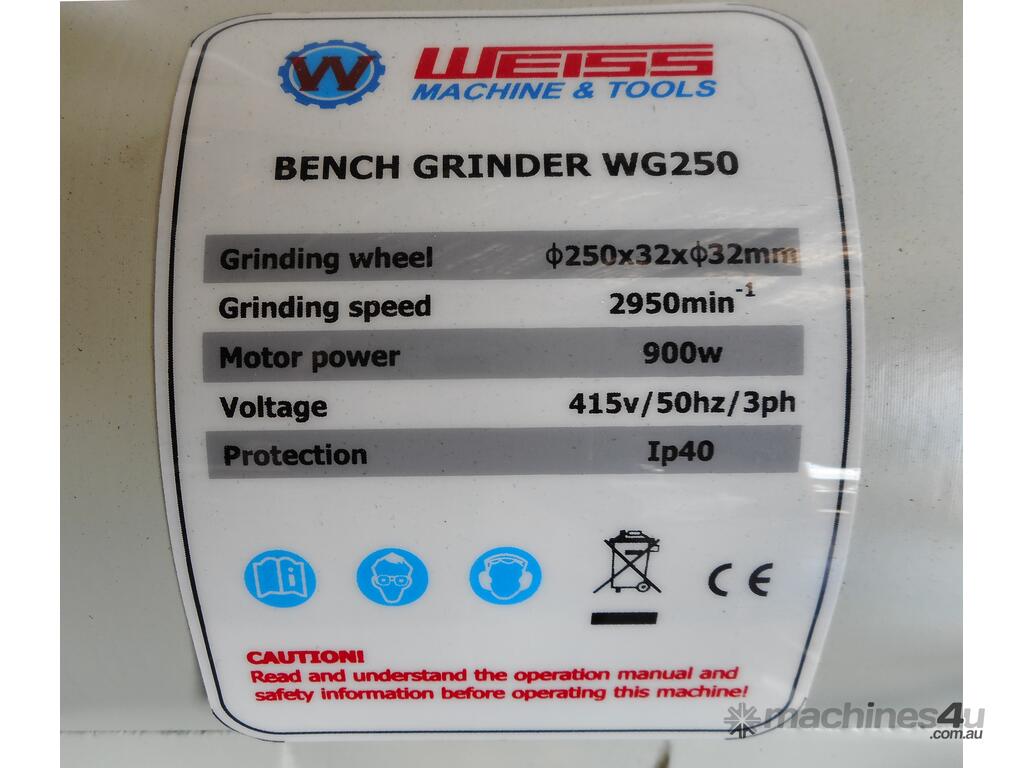 W WEISS
MACHINE & TOOLS
BENCH GRINDER WG250
Grinding wheel ф250x32xф32mm
Grinding speed 2950min⁻¹
Motor power 900w
Voltage 415v/50hz/3ph
Protection Ip40
CE
CAUTION!
Read and understand the operation manual and
safety information before operating this machine!
machines4u
.com.au